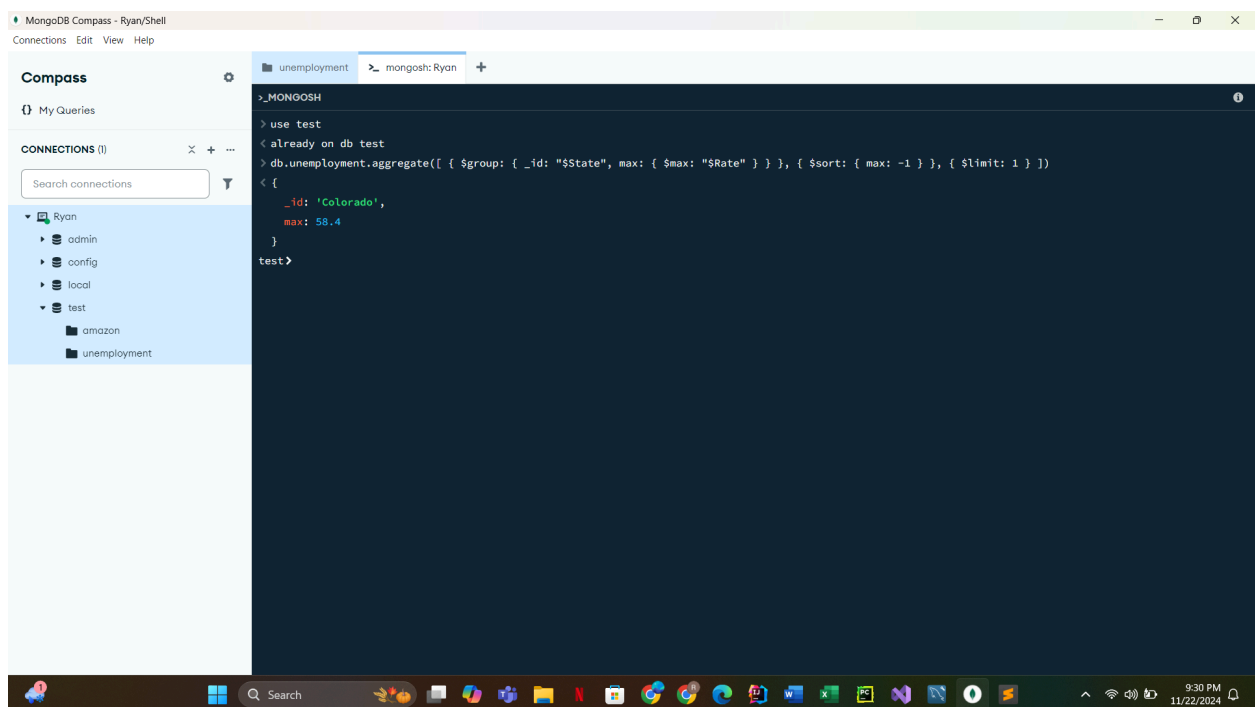 MongoDB Compass - Ryan/Shell
Connections Edit View Help
Compass
{} My Queries
CONNECTIONS (1)
Search connections
Ryan
admin
config
local
test
amazon
unemployment
unemployment
>_ mongosh: Ryan
>_MONGOSH
> use test
< already on db test
> db.unemployment.aggregate([ { $group: { _id: "$State", max: { $max: "$Rate" } } }, { $sort: { max: -1 } }, { $limit: 1 } ])
< {
_id: 'Colorado',
max: 58.4
}
test>
1
Search
9:30 PM
11/22/2024